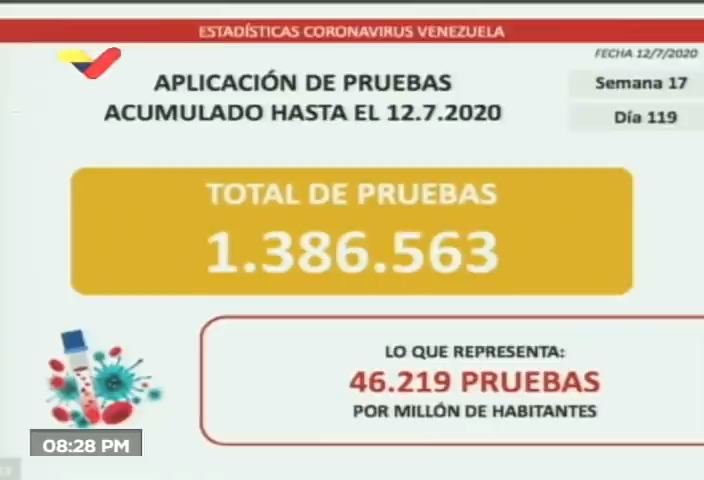 ESTADÍSTICAS CORONAVIRUS VENEZUELA
FECHA 12/7/2020
APLICACIÓN DE PRUEBAS
ACUMULADO HASTA EL 12.7.2020
Semana 17
Día 119
TOTAL DE PRUEBAS
1.386.563
LO QUE REPRESENTA:
46.219 PRUEBAS
POR MILLÓN DE HABITANTES
08:28 PM